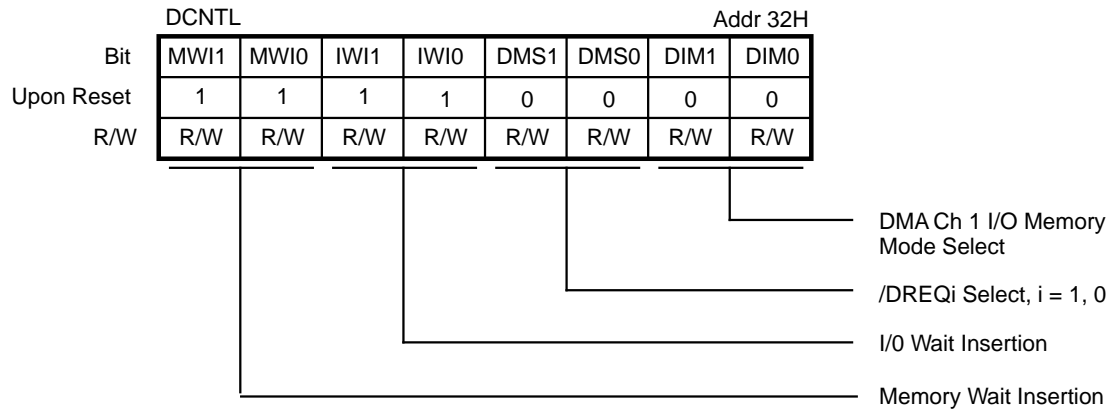 DCNTL Addr 32H
Bit MWI1 MWI0 IWI1 IWI0 DMS1 DMS0 DIM1 DIM0
Upon Reset 1 1 1 1 0 0 0 0
R/W R/W R/W R/W R/W R/W R/W R/W R/W
DMA Ch 1 I/O Memory
Mode Select
/DREQi Select, i = 1, 0
I/0 Wait Insertion
Memory Wait Insertion